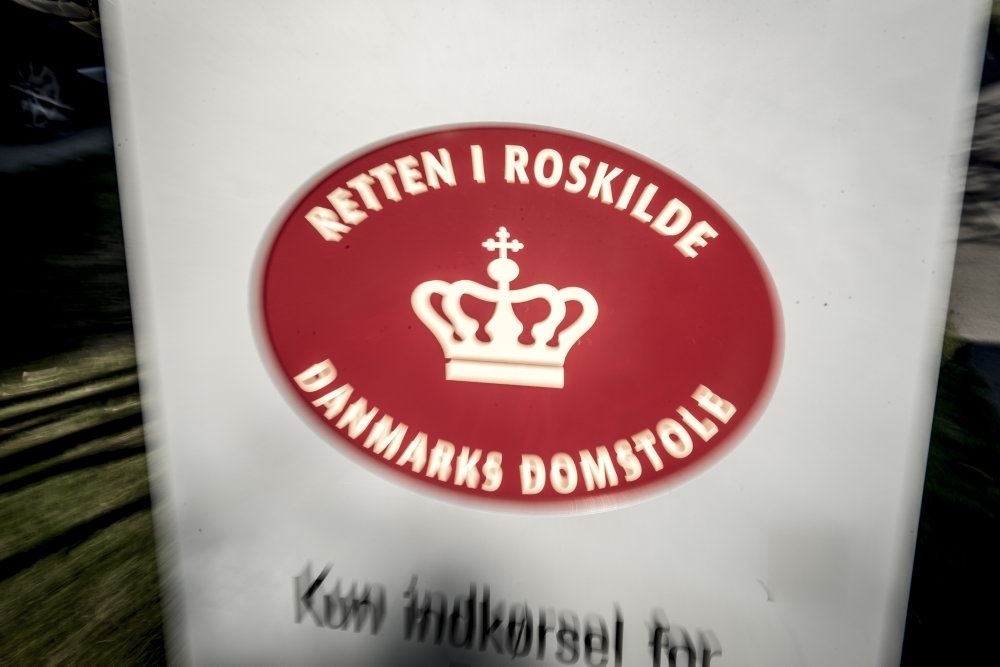 RETTEN I ROSKILDE
DANMARKS DOMSTOLE
Kun indkørsel for